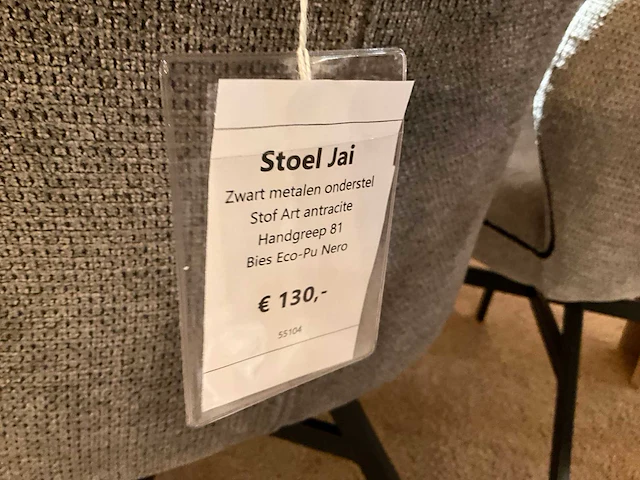 Stoel Jai
Zwart metalen onderstel
Stof Art antracite
Handgreep 81
Bies Eco-Pu Nero
€ 130,-
55104